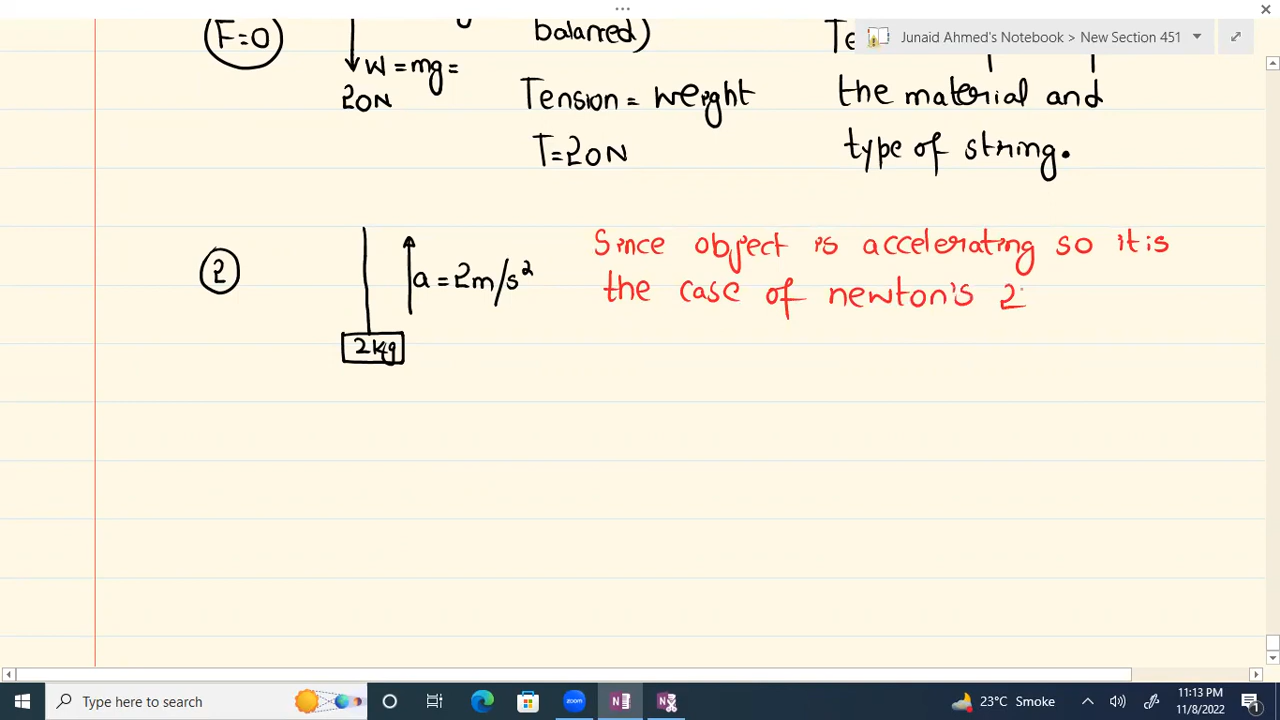 Junaid Ahmed's Notebook > New Section 451
F=0
W=mg=
20N
balanced)
Tension = weight
T=20N
the material and
type of string.
2
a=2m/s²
2kg
Since object is accelerating so it is
the case of newton's 2
Type here to search
23°C Smoke
11:13 PM
11/8/2022